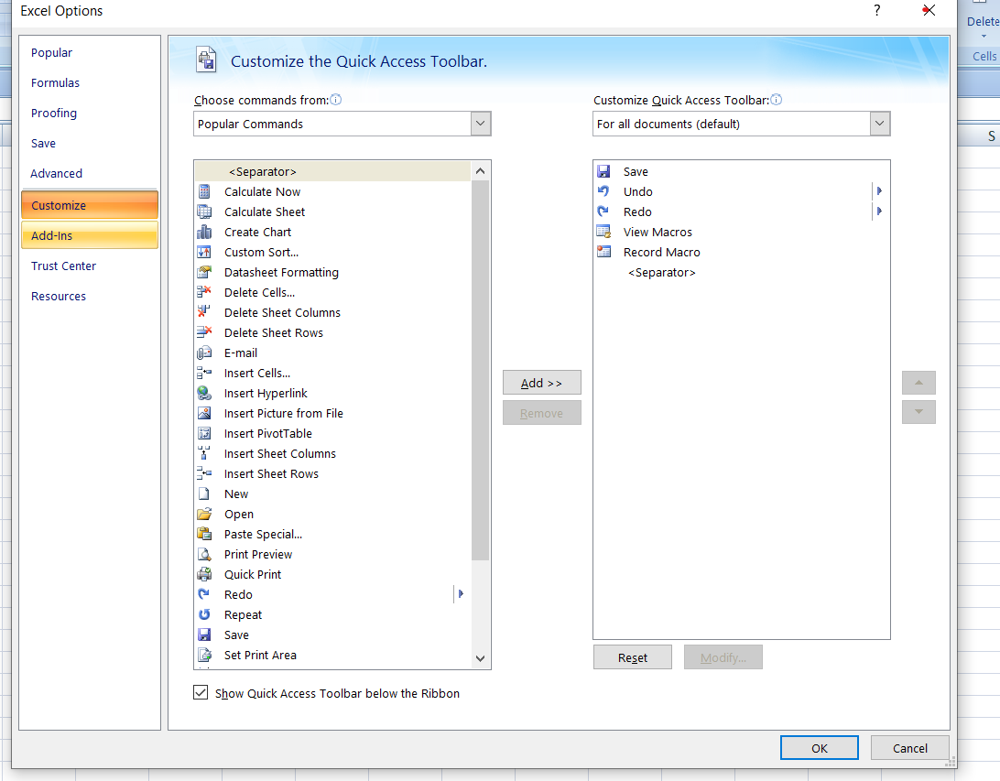 Excel Options
?
Delete
Cells
S
Popular
Formulas
Proofing
Save
Advanced
Customize
Add-Ins
Trust Center
Resources
Customize the Quick Access Toolbar.
Choose commands from:
Popular Commands
<Separator>
Calculate Now
Calculate Sheet
Create Chart
Custom Sort...
Datasheet Formatting
Delete Cells...
Delete Sheet Columns
Delete Sheet Rows
E-mail
Insert Cells...
Insert Hyperlink
Insert Picture from File
Insert PivotTable
Insert Sheet Columns
Insert Sheet Rows
New
Open
Paste Special...
Print Preview
Quick Print
Redo
Repeat
Save
Set Print Area
Show Quick Access Toolbar below the Ribbon
Add >>
Remove
Customize Quick Access Toolbar:
For all documents (default)
Save
Undo
Redo
View Macros
Record Macro
<Separator>
Reset
Modify...
OK
Cancel